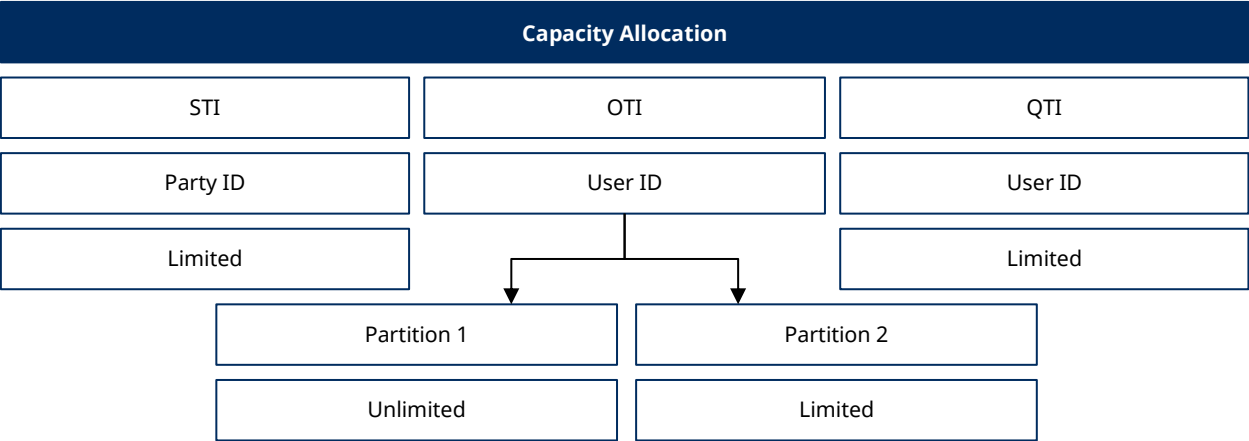 Capacity Allocation
STI
OTI
QTI
Party ID
User ID
User ID
Limited
Limited
Partition 1
Partition 2
Unlimited
Limited